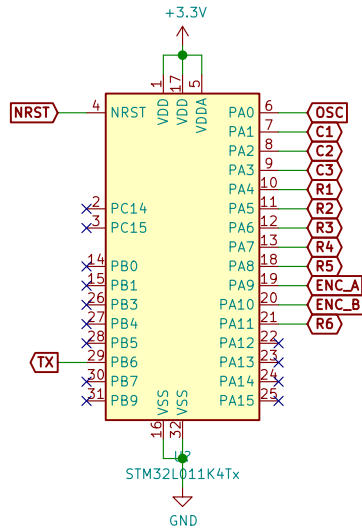 +3.3V
1 17 5
VDD VDD VDDA
NRST 4 NRST PA0 6 OSC
PA1 7 C1
PA2 8 C2
PA3 9 C3
PA4 10 R1
2 PC14 PA5 11 R2
3 PC15 PA6 12 R3
PA7 13 R4
14 PB0 PA8 18 R5
15 PB1 PA9 19 ENC_A
26 PB3 PA10 20 ENC_B
27 PB4 PA11 21 R6
28 PB5 PA12 22
TX 29 PB6 PA13 23
30 PB7 PA14 24
31 PB9 PA15 25
VSS VSS
16 32
STM32L011K4Tx
GND